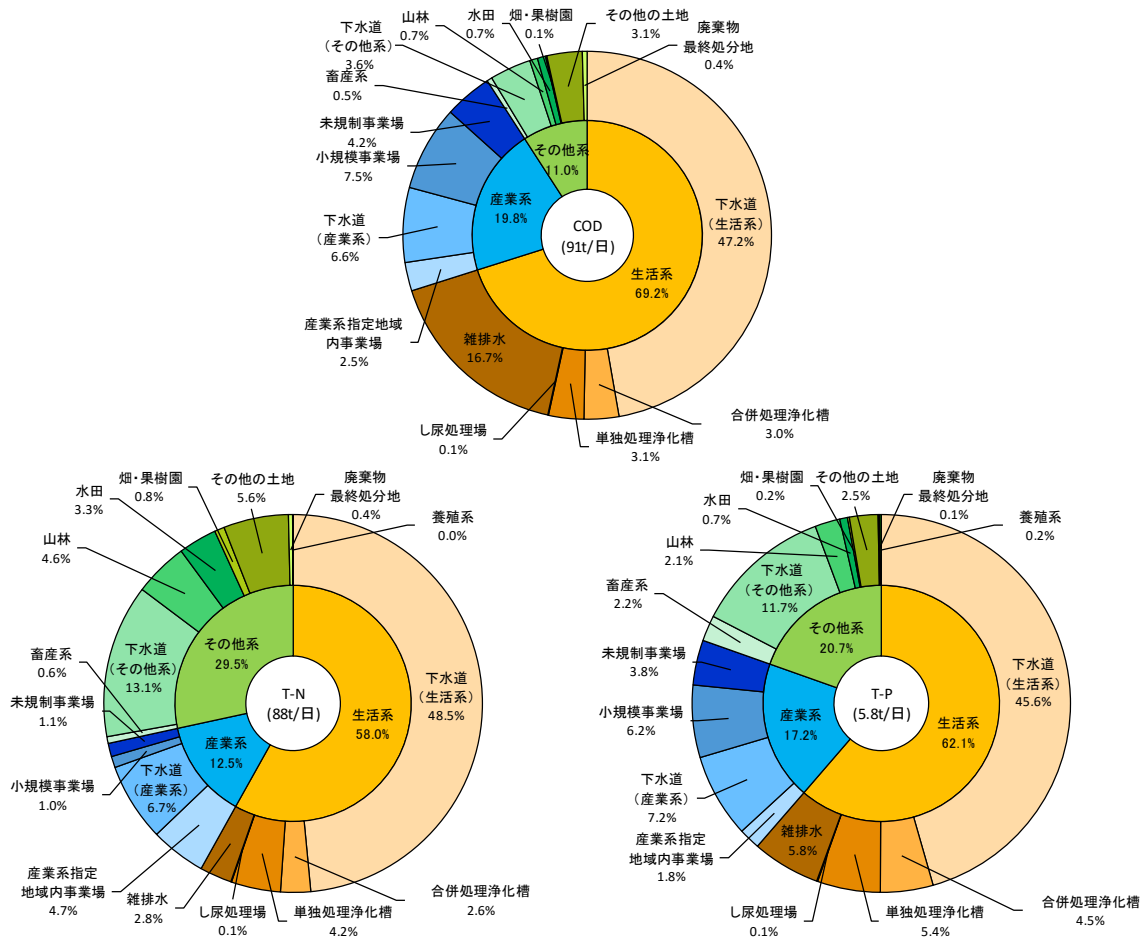 山林
0.7%
水田
0.7%
畑・果樹園
0.1%
その他の土地
3.1%
廃棄物
最終処分地
0.4%
下水道
(その他系)
3.6%
畜産系
0.5%
未規制事業場
4.2%
小規模事業場
7.5%
下水道
(産業系)
6.6%
産業系指定地域
内事業場
2.5%
その他系
11.0%
産業系
19.8%
COD
(91t/日)
生活系
69.2%
下水道
(生活系)
47.2%
雑排水
16.7%
し尿処理場
0.1%
単独処理浄化槽
3.1%
合併処理浄化槽
3.0%
水田
3.3%
畑・果樹園
0.8%
その他の土地
5.6%
廃棄物
最終処分地
0.4%
養殖系
0.0%
山林
4.6%
下水道
(その他系)
13.1%
畜産系
0.6%
未規制事業場
1.1%
小規模事業場
1.0%
下水道
(産業系)
6.7%
産業系指定
地域内事業場
4.7%
その他系
29.5%
産業系
12.5%
T-N
(88t/日)
生活系
58.0%
下水道
(生活系)
48.5%
雑排水
2.8%
し尿処理場
0.1%
単独処理浄化槽
4.2%
合併処理浄化槽
2.6%
水田
0.7%
畑・果樹園
0.2%
その他の土地
2.5%
廃棄物
最終処分地
0.1%
養殖系
0.2%
山林
2.1%
下水道
(その他系)
11.7%
畜産系
2.2%
未規制事業場
3.8%
小規模事業場
6.2%
下水道
(産業系)
7.2%
産業系指定
地域内事業場
1.8%
その他系
20.7%
産業系
17.2%
T-P
(5.8t/日)
生活系
62.1%
下水道
(生活系)
45.6%
雑排水
5.8%
し尿処理場
0.1%
単独処理浄化槽
5.4%
合併処理浄化槽
4.5%